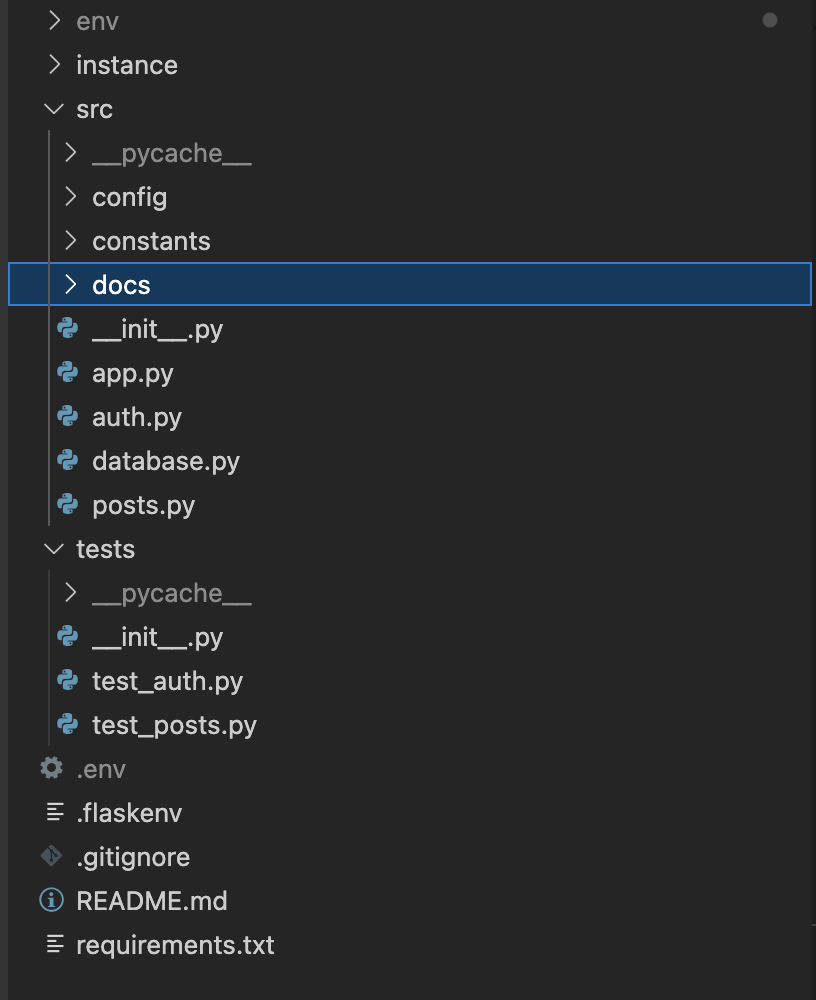 env
instance
src
__pycache__
config
constants
docs
__init__.py
app.py
auth.py
database.py
posts.py
tests
__pycache__
__init__.py
test_auth.py
test_posts.py
.env
.flaskenv
.gitignore
README.md
requirements.txt